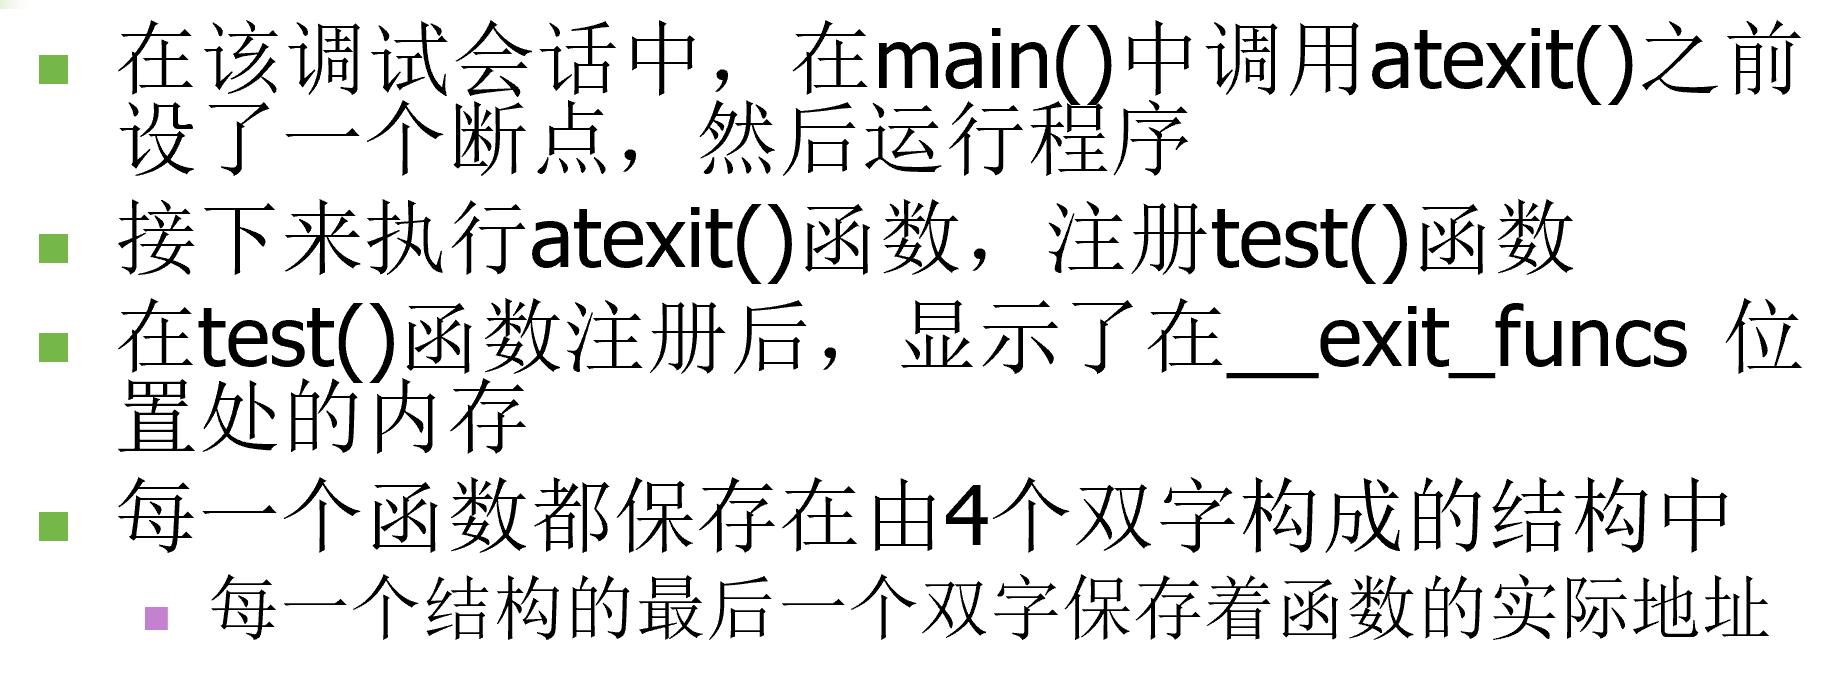 在该调试会话中，在main()中调用atexit()之前
设了一个断点，然后运行程序
接下来执行atexit()函数，注册test()函数
在test()函数注册后，显示了在__exit_funcs 位
置处的内存
每一个函数都保存在由4个双字构成的结构中
每一个结构的最后一个双字保存着函数的实际地址